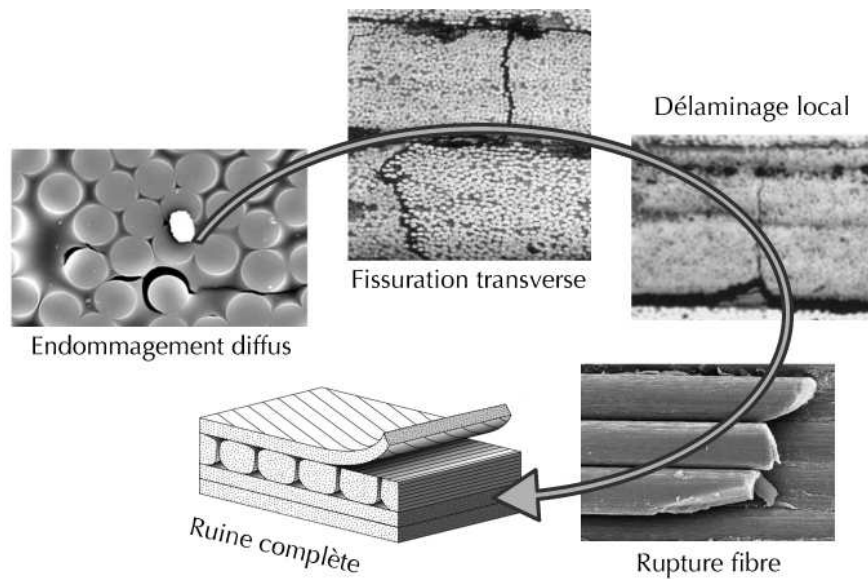 Endommagement diffus
Fissuration transverse
Délaminage local
Rupture fibre
Ruine complète